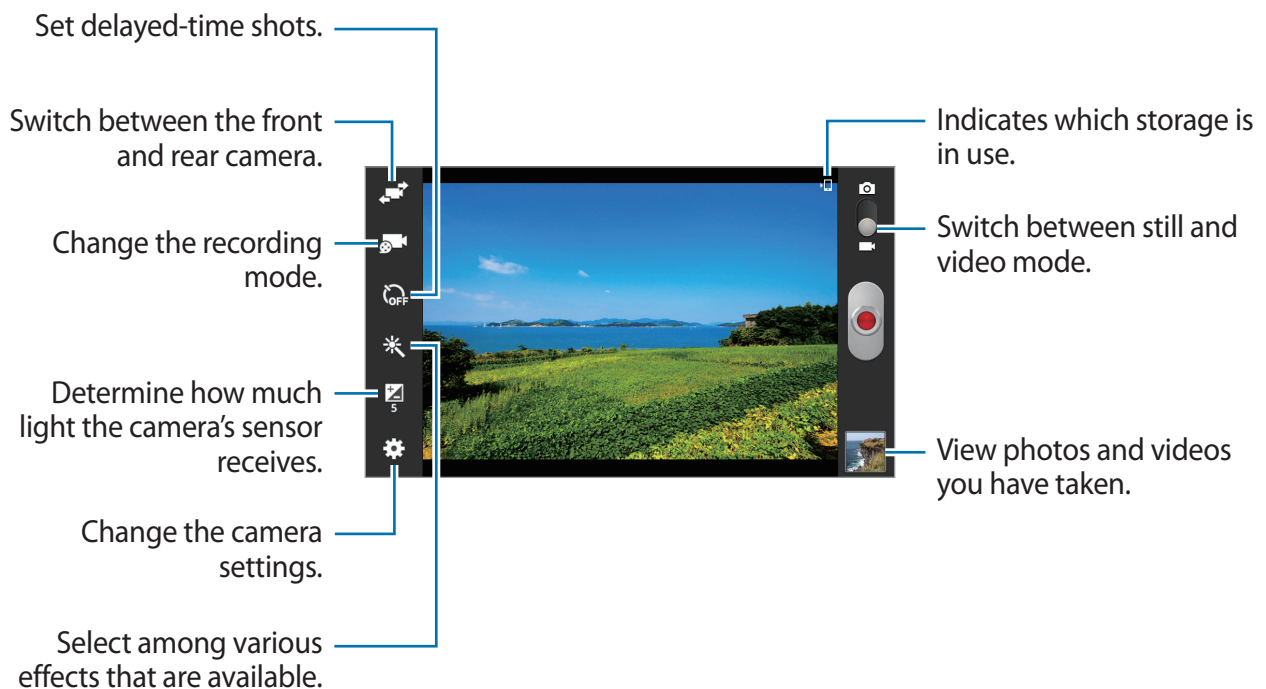 Set delayed-time shots.
Switch between the front
and rear camera.
Change the recording
mode.
OFF
Determine how much
light the camera’s sensor
receives.
5
Change the camera
settings.
Select among various
effects that are available.
Indicates which storage is
in use.
Switch between still and
video mode.
View photos and videos
you have taken.